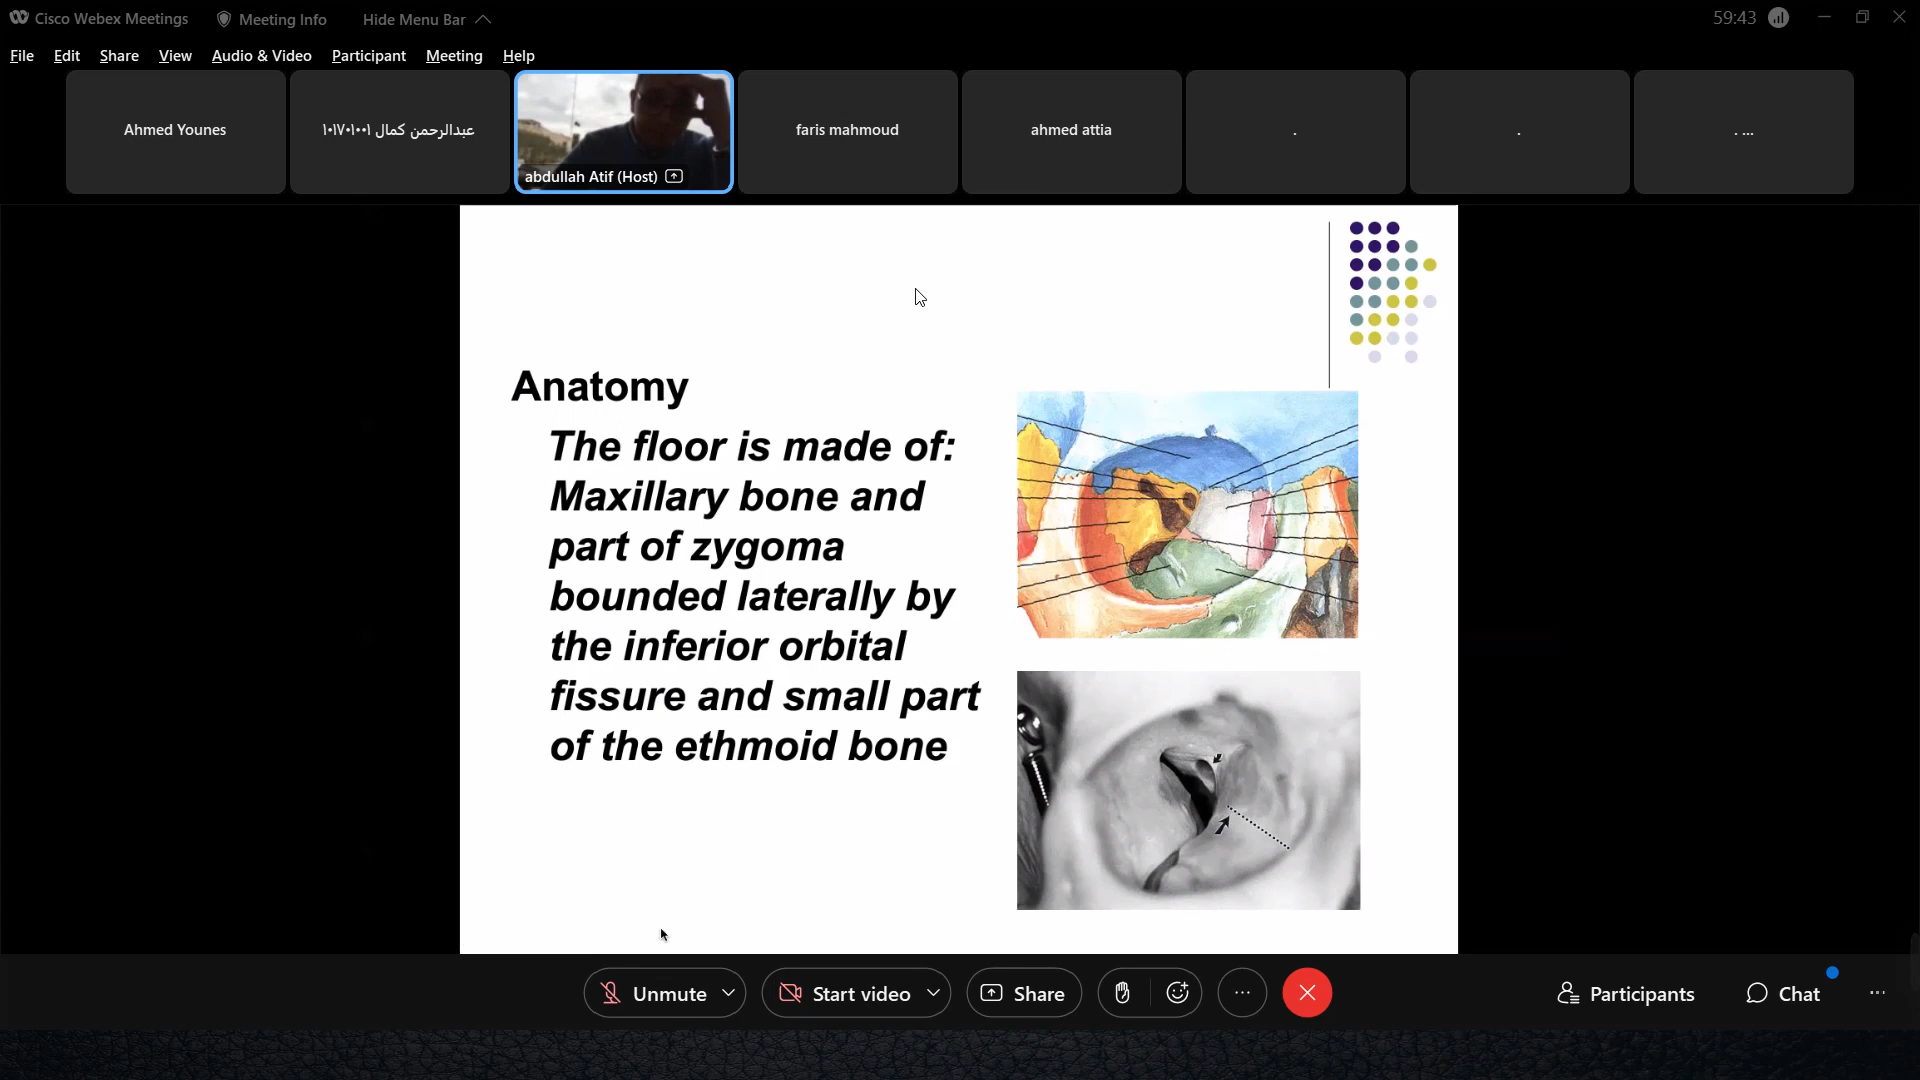 Cisco Webex Meetings
Meeting Info
Hide Menu Bar
59:43
File Edit Share View Audio & Video Participant Meeting Help
Ahmed Younes
عبدالرحمن كمال ١٠١٧٠١٠٠١
abdullah Atif (Host)
faris mahmoud
ahmed attia
.
.
. ...
Anatomy
The floor is made of:
Maxillary bone and
part of zygoma
bounded laterally by
the inferior orbital
fissure and small part
of the ethmoid bone
Unmute
Start video
Share
Participants
Chat